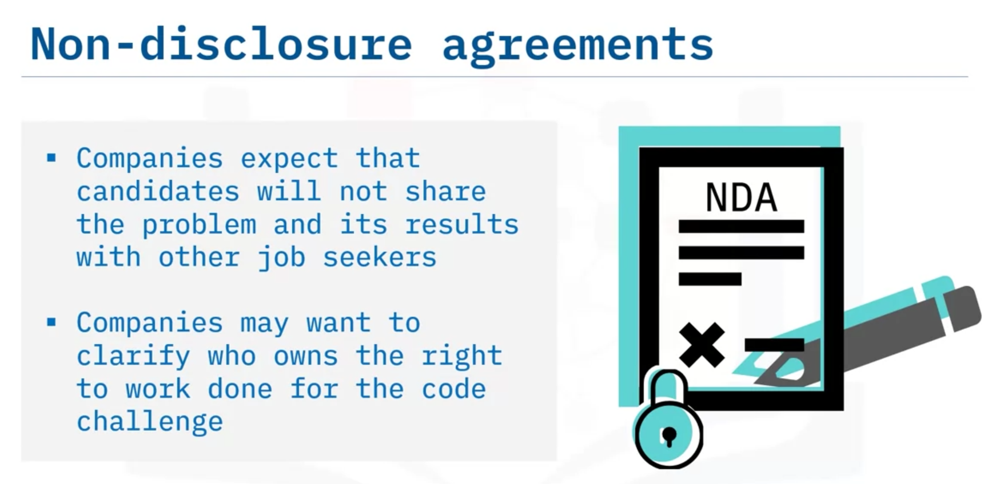 Non-disclosure agreements
▪ Companies expect that
candidates will not share
the problem and its results
with other job seekers
▪ Companies may want to
clarify who owns the right
to work done for the code
challenge
NDA